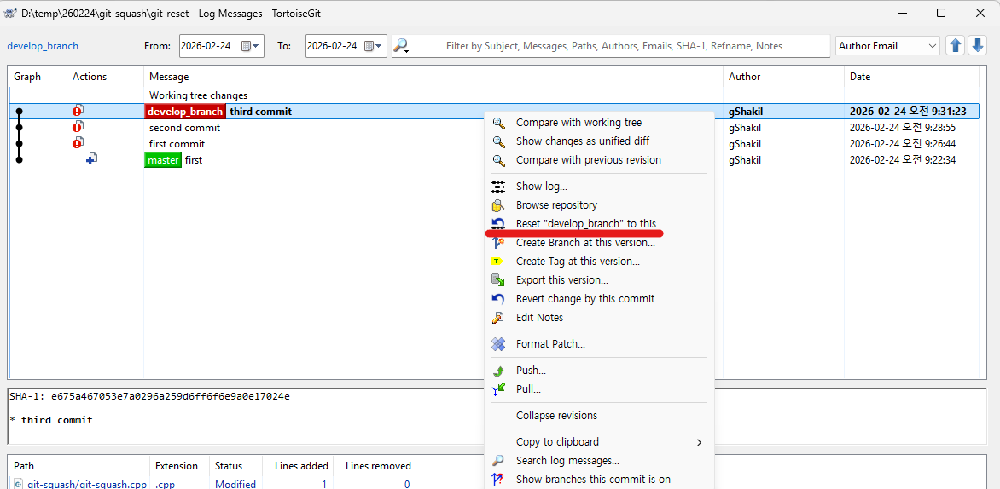 D:\temp\260224\git-squash\git-reset - Log Messages - TortoiseGit
develop_branch From: 2026-02-24 To: 2026-02-24 Filter by Subject, Messages, Paths, Authors, Emails, SHA-1, Refname, Notes Author Email
Graph Actions Message Author Date
Working tree changes
develop_branch third commit gShakil 2026-02-24 오전 9:31:23
second commit gShakil 2026-02-24 오전 9:28:55
first commit gShakil 2026-02-24 오전 9:26:44
master first gShakil 2026-02-24 오전 9:22:34
Compare with working tree
Show changes as unified diff
Compare with previous revision
Show log...
Browse repository
Reset "develop_branch" to this...
Create Branch at this version...
Create Tag at this version...
Export this version...
Revert change by this commit
Edit Notes
Format Patch...
Push...
Pull...
Collapse revisions
Copy to clipboard
Search log messages...
Show branches this commit is on
SHA-1: e675a467053e7a0296a259d6ff6f6e9a0e17024e
* third commit
Path Extension Status Lines added Lines removed
git-squash/git-squash.cpp .cpp Modified 1 0